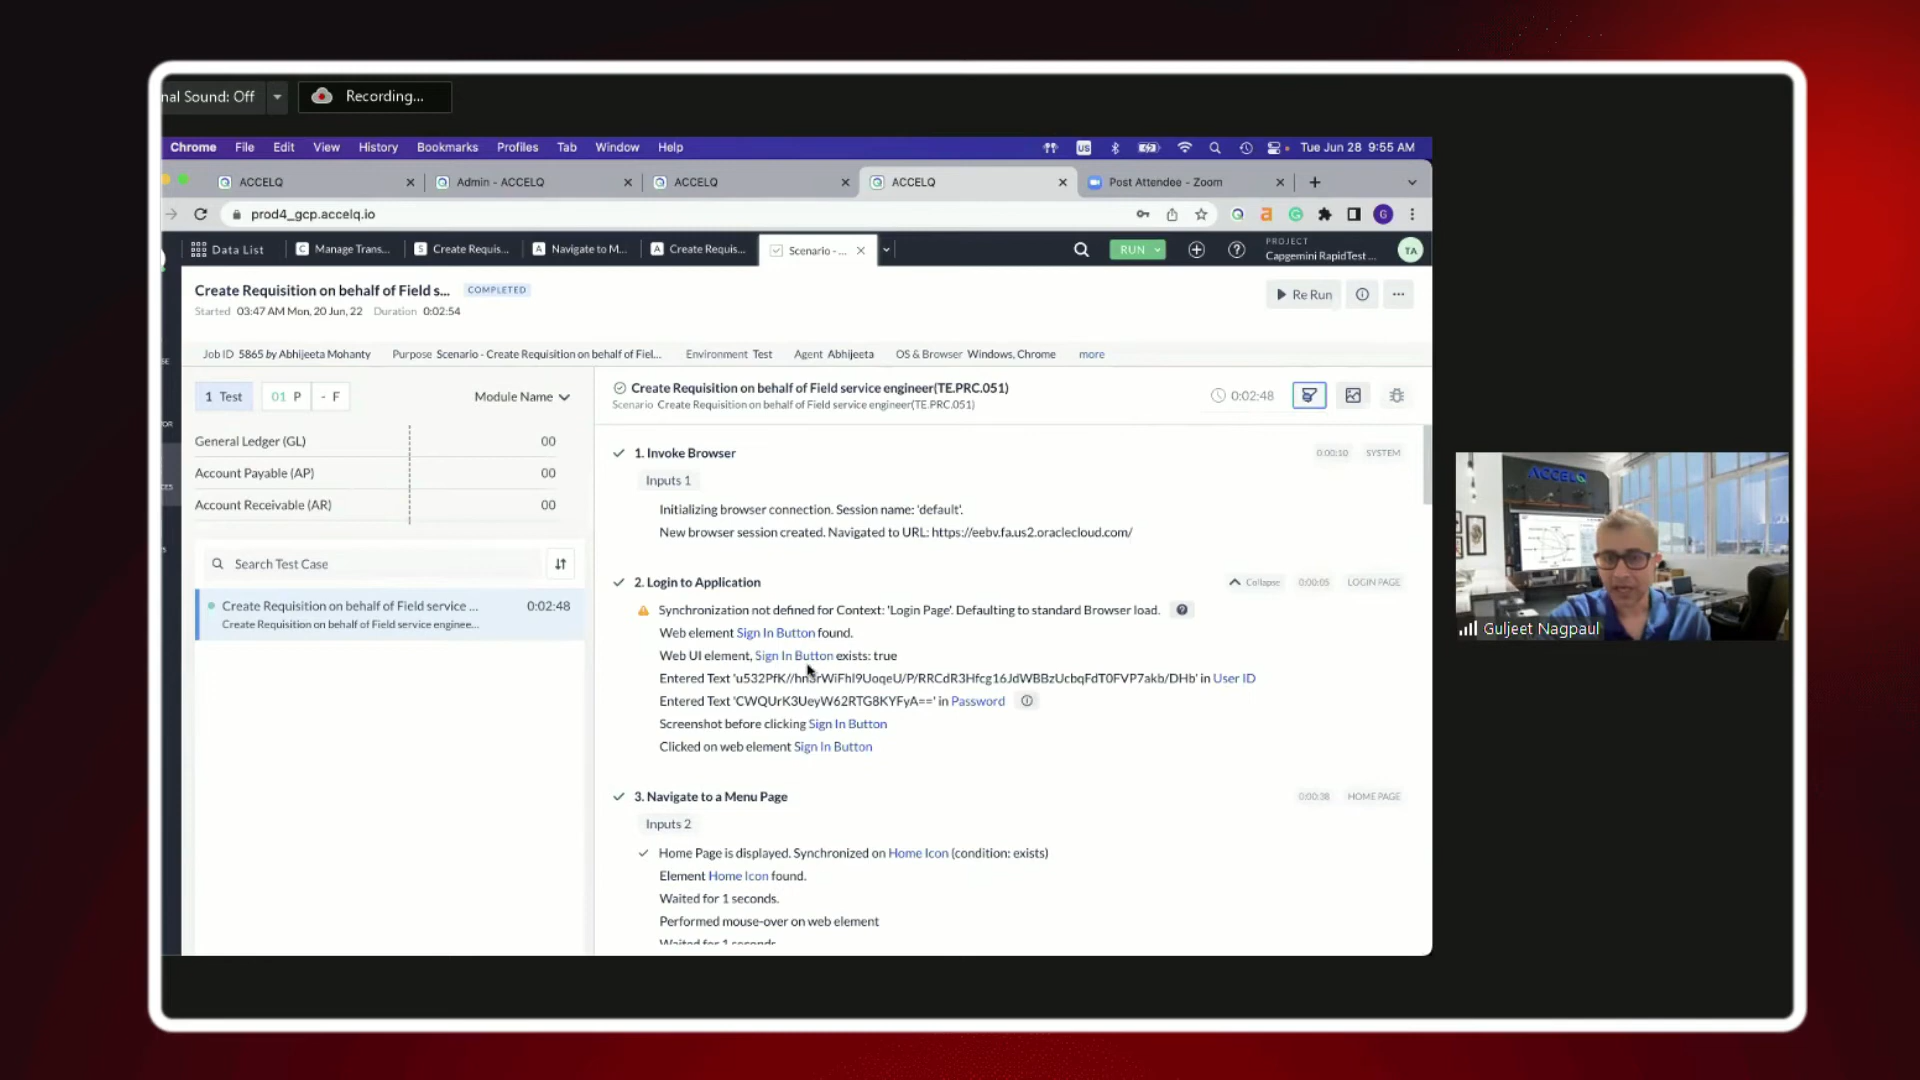 nal Sound: Off
Recording...
Chrome File Edit View History Bookmarks Profiles Tab Window Help US Tue Jun 28 9:55 AM
ACCELQ Admin - ACCELQ ACCELQ ACCELQ Post Attendee - Zoom
prod4_gcp.accelq.io
Data List Manage Trans... Create Requis... Navigate to M... Create Requis... Scenario - ... RUN PROJECT
Capgemini RapidTest ... TA
Create Requisition on behalf of Field s... COMPLETED
Re Run
Started 03:47 AM Mon, 20 Jun, 22 Duration 0:02:54
Job ID 5865 by Abhijeeta Mohanty Purpose Scenario - Create Requisition on behalf of Fiel... Environment Test Agent Abhijeeta OS & Browser Windows, Chrome more
1 Test 01 P - F Module Name
General Ledger (GL) 00
Account Payable (AP) 00
Account Receivable (AR) 00
Search Test Case
Create Requisition on behalf of Field service ... 0:02:48
Create Requisition on behalf of Field service enginee...
Create Requisition on behalf of Field service engineer(TE.PRC.051)
Scenario Create Requisition on behalf of Field service engineer(TE.PRC.051)
0:02:48
1. Invoke Browser 0:00:10 SYSTEM
Inputs 1
Initializing browser connection. Session name: 'default'.
New browser session created. Navigated to URL: https://eebv.fa.us2.oraclecloud.com/
2. Login to Application Collapse 0:00:05 LOGIN PAGE
Synchronization not defined for Context: 'Login Page'. Defaulting to standard Browser load.
Web element Sign In Button found.
Web UI element, Sign In Button exists: true
Entered Text 'u532PfK//hn3rWiFhI9UoqeU/P/RRCdR3Hfcg16JdWBBzUcbqFdT0FVP7akb/DHb' in User ID
Entered Text 'CWQUrK3UeyW62RTG8KYFyA==' in Password
Screenshot before clicking Sign In Button
Clicked on web element Sign In Button
3. Navigate to a Menu Page 0:00:38 HOME PAGE
Inputs 2
Home Page is displayed. Synchronized on Home Icon (condition: exists)
Element Home Icon found.
Waited for 1 seconds.
Performed mouse-over on web element
Waited for 1 seconds
ACCELQ
Guljeet Nagpaul